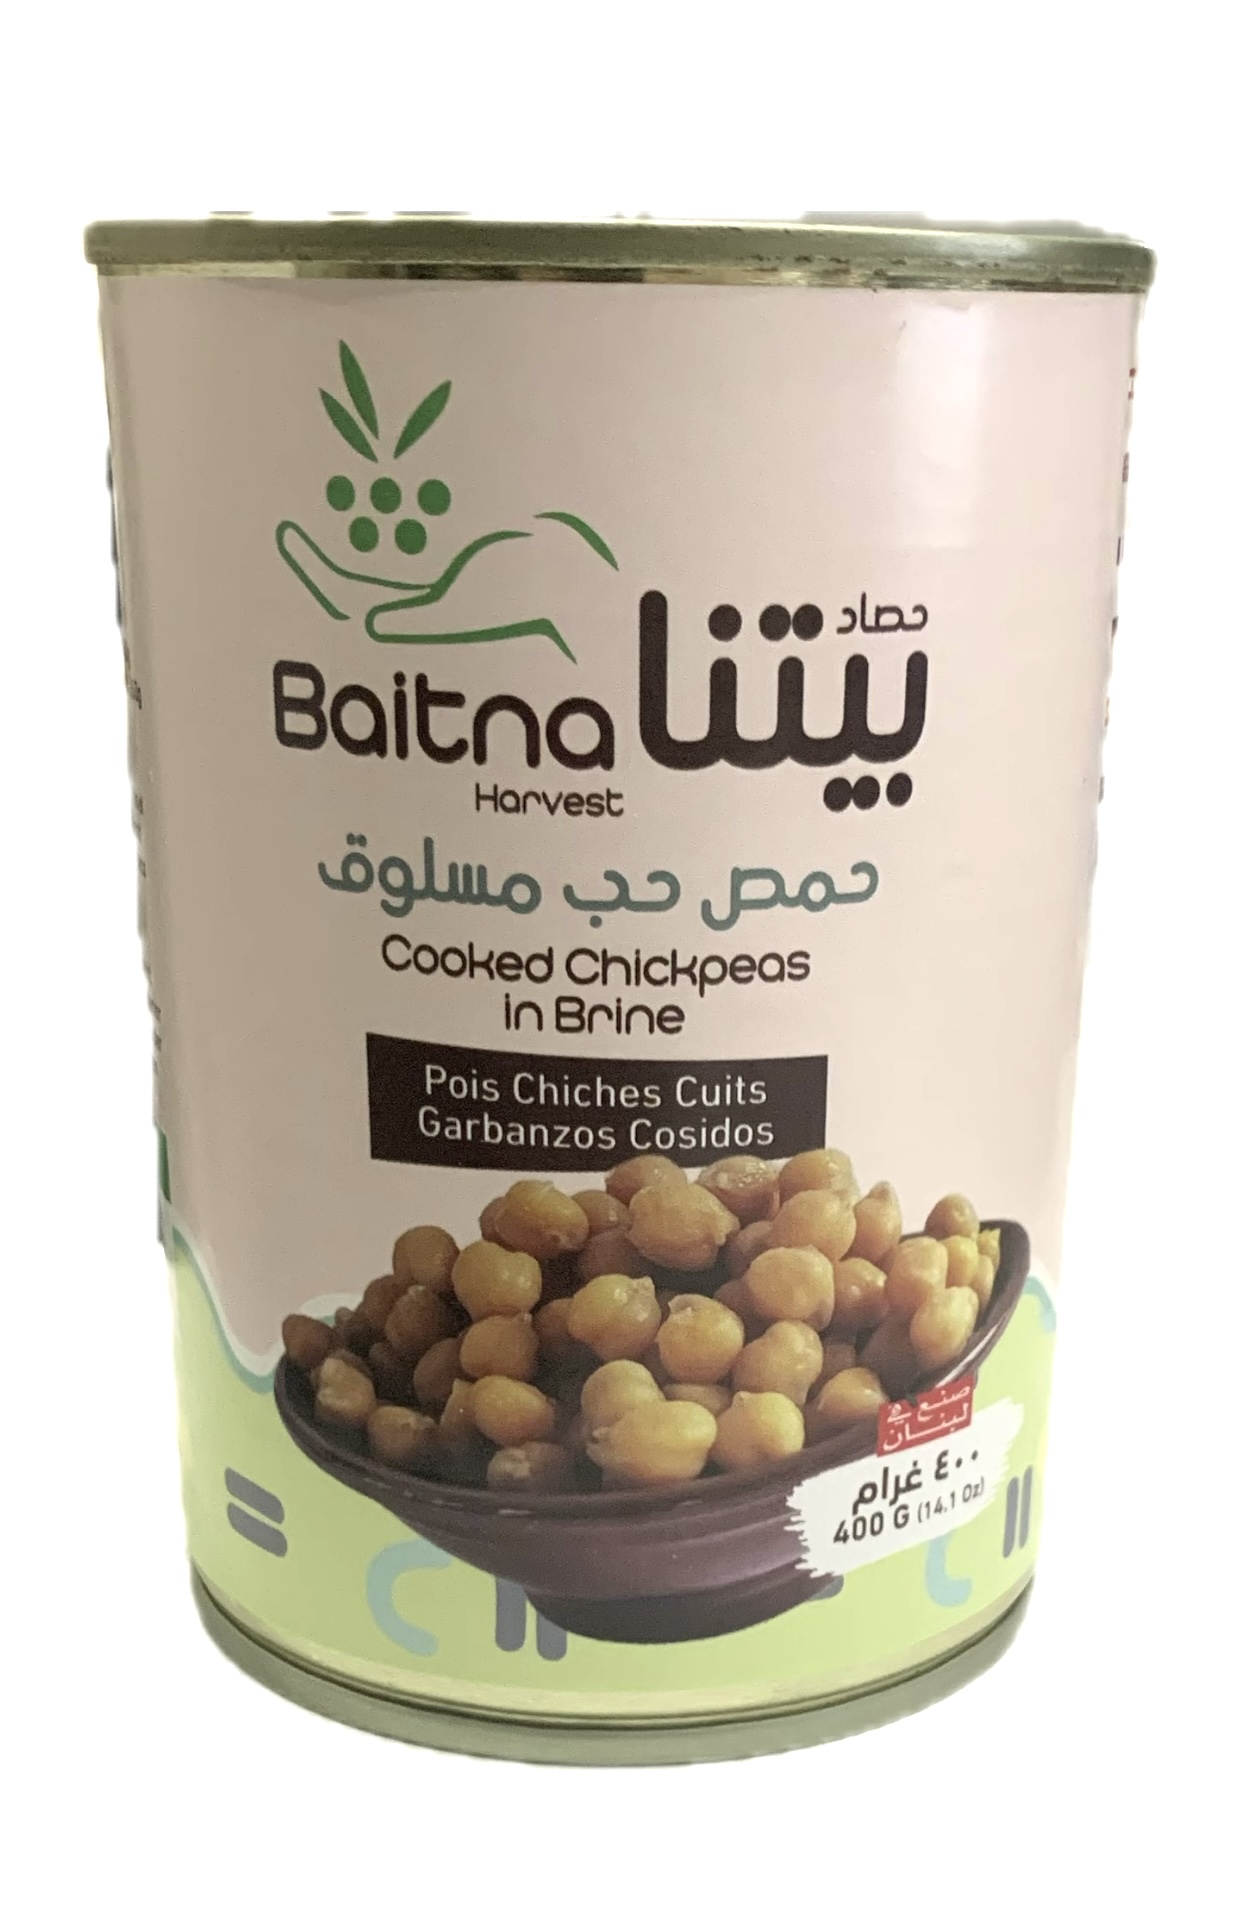 حصاد
بيتنا
Baitna
Harvest
حمص حب مسلوق
Cooked Chickpeas
in Brine
Pois Chiches Cuits
Garbanzos Cosidos
صنع في
لبنان
٤٠٠ غرام
400 G (14.1 Oz)